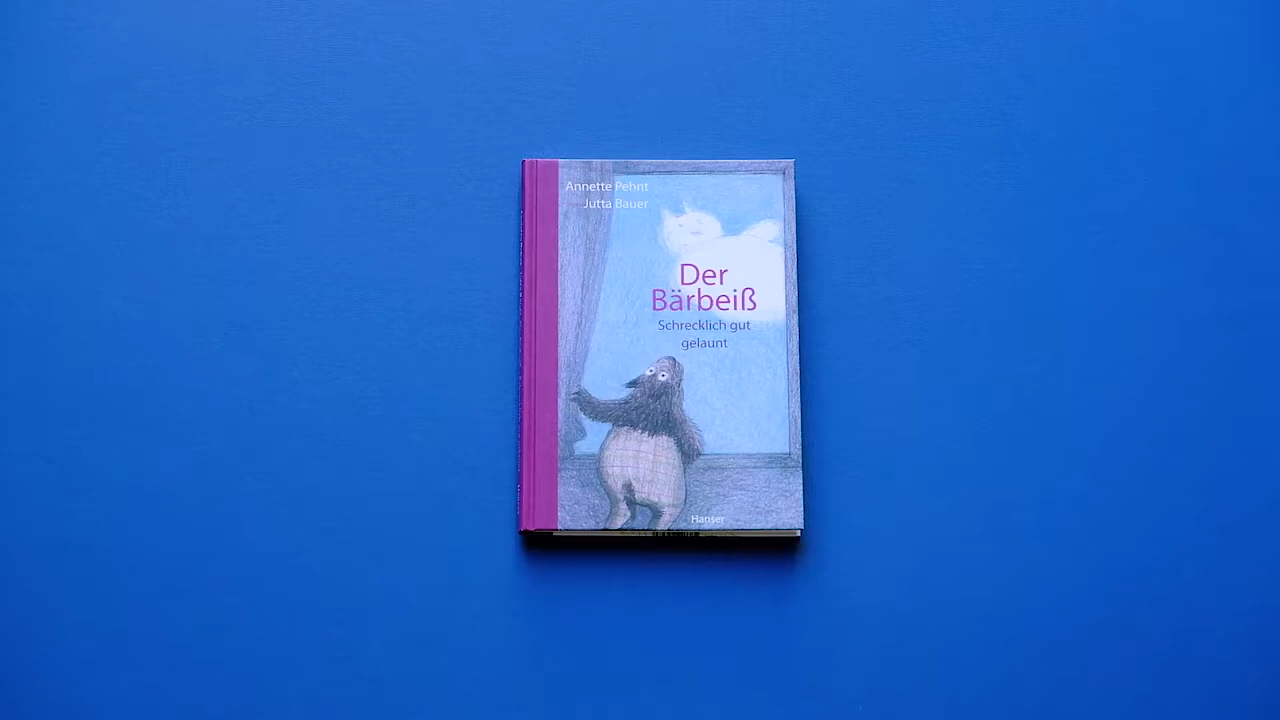 Annette Pehnt
Jutta Bauer
Der
Bärbeiß
Schrecklich gut
gelaunt
Hanser